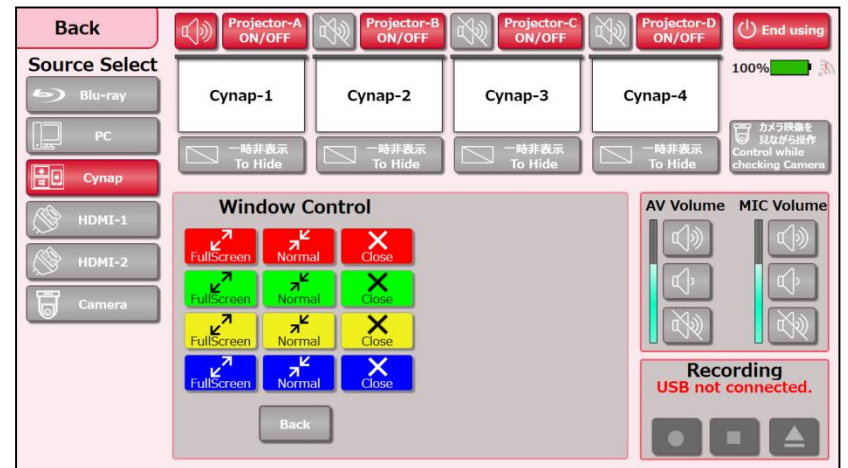 Back
Projector-A
ON/OFF
Projector-B
ON/OFF
Projector-C
ON/OFF
Projector-D
ON/OFF
End using
100%
Source Select
Blu-ray
PC
Cynap
HDMI-1
HDMI-2
Camera
Cynap-1
Cynap-2
Cynap-3
Cynap-4
一時非表示
To Hide
一時非表示
To Hide
一時非表示
To Hide
一時非表示
To Hide
カメラ映像を
見ながら操作
Control while
checking Camera
Window Control
FullScreen
Normal
Close
FullScreen
Normal
Close
FullScreen
Normal
Close
FullScreen
Normal
Close
Back
AV Volume
MIC Volume
Recording
USB not connected.